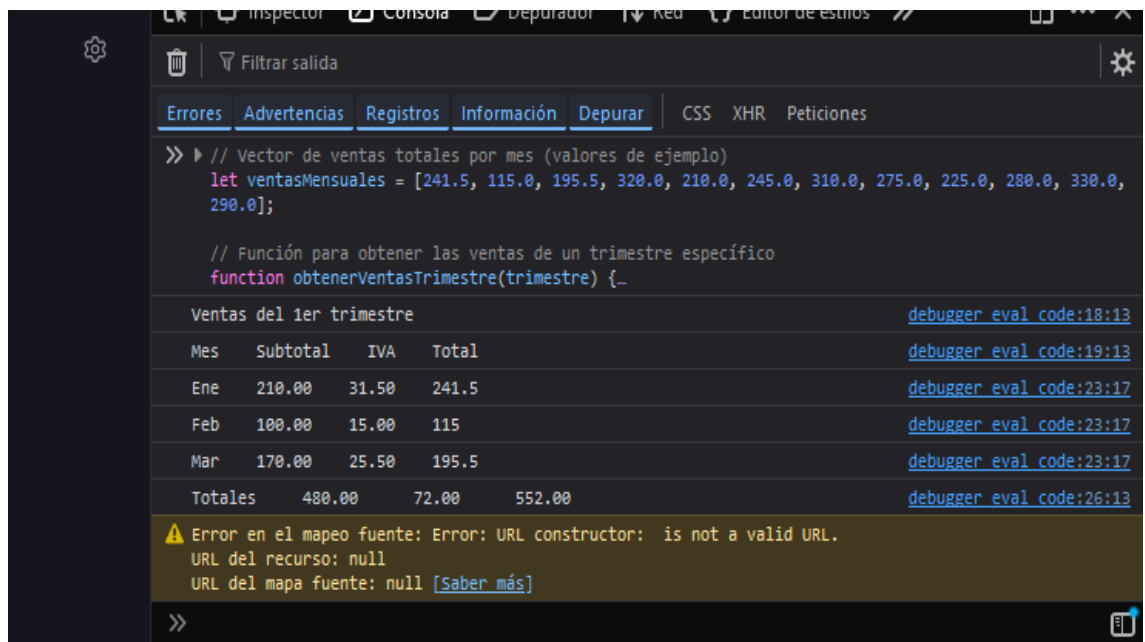 Inspector Consola Depurador Red Editor de estilos
Filtrar salida
Errores Advertencias Registros Información Depurar CSS XHR Peticiones
// Vector de ventas totales por mes (valores de ejemplo)
let ventasMensuales = [241.5, 115.0, 195.5, 320.0, 210.0, 245.0, 310.0, 275.0, 225.0, 280.0, 330.0,
290.0];
// Función para obtener las ventas de un trimestre específico
function obtenerVentasTrimestre(trimestre) {…
Ventas del 1er trimestre debugger eval code:18:13
Mes Subtotal IVA Total debugger eval code:19:13
Ene 210.00 31.50 241.5 debugger eval code:23:17
Feb 100.00 15.00 115 debugger eval code:23:17
Mar 170.00 25.50 195.5 debugger eval code:23:17
Totales 480.00 72.00 552.00 debugger eval code:26:13
Error en el mapeo fuente: Error: URL constructor:  is not a valid URL.
URL del recurso: null
URL del mapa fuente: null [Saber más]